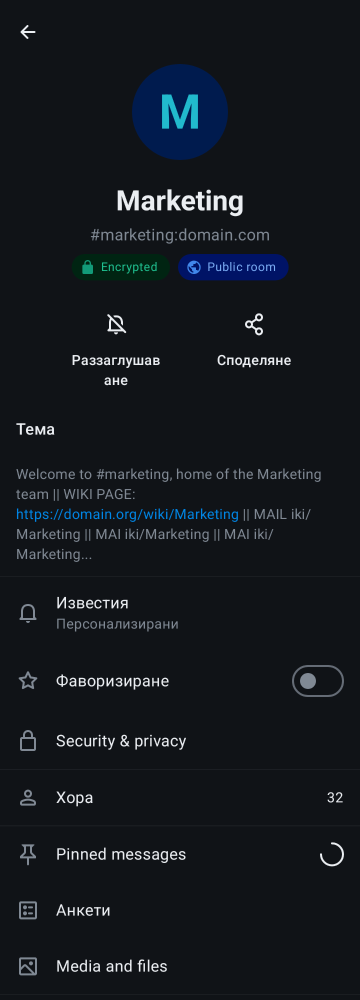 M
Marketing
#marketing:domain.com
Encrypted
Public room
Раззаглушав
ане
Споделяне
Тема
Welcome to #marketing, home of the Marketing
team || WIKI PAGE:
https://domain.org/wiki/Marketing || MAIL iki/
Marketing || MAI iki/Marketing || MAI iki/
Marketing...
Известия
Персонализирани
Фаворизиране
Security & privacy
Хора
32
Pinned messages
Анкети
Media and files